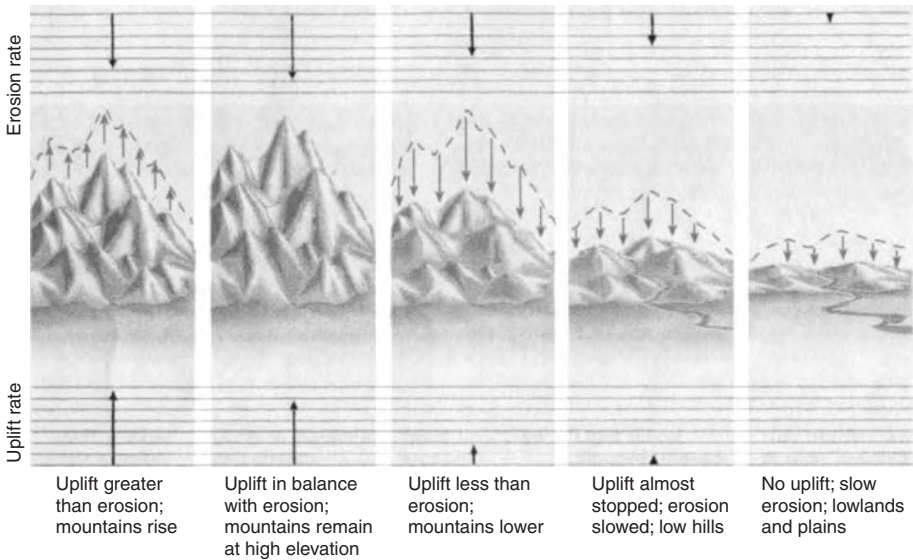 Erosion rate
Uplift rate
Uplift greater
than erosion;
mountains rise
Uplift in balance
with erosion;
mountains remain
at high elevation
Uplift less than
erosion;
mountains lower
Uplift almost
stopped; erosion
slowed; low hills
No uplift; slow
erosion; lowlands
and plains